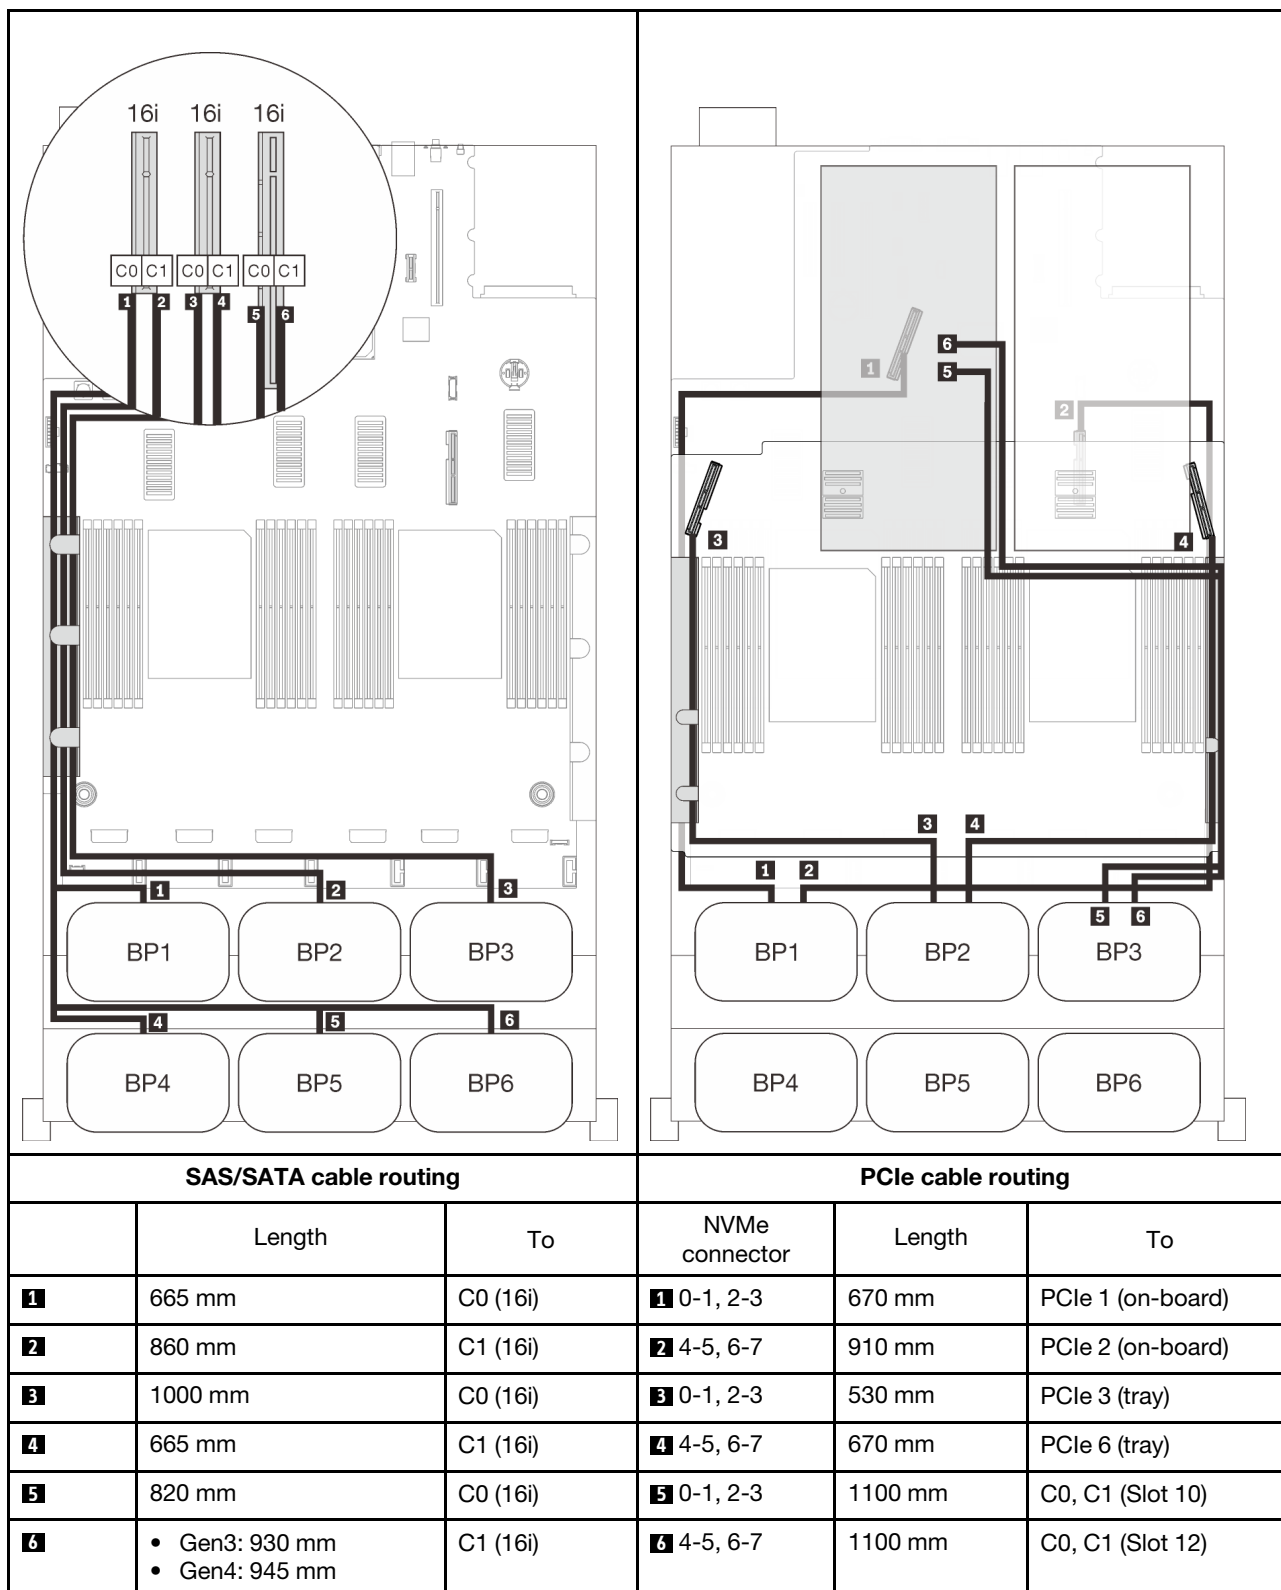 16i 16i 16i
C0 C1 C0 C1 C0 C1
1 2 3 4 5 6
1 2 3
BP1 BP2 BP3
4 5 6
BP4 BP5 BP6
6
1 5
2
3 4
3 4
1 2
5 6
BP1 BP2 BP3
BP4 BP5 BP6
SAS/SATA cable routing PCIe cable routing
Length To NVMe connector Length To
1 665 mm C0 (16i) 1 0-1, 2-3 670 mm PCIe 1 (on-board)
2 860 mm C1 (16i) 2 4-5, 6-7 910 mm PCIe 2 (on-board)
3 1000 mm C0 (16i) 3 0-1, 2-3 530 mm PCIe 3 (tray)
4 665 mm C1 (16i) 4 4-5, 6-7 670 mm PCIe 6 (tray)
5 820 mm C0 (16i) 5 0-1, 2-3 1100 mm C0, C1 (Slot 10)
6 • Gen3: 930 mm C1 (16i) 6 4-5, 6-7 1100 mm C0, C1 (Slot 12)
• Gen4: 945 mm